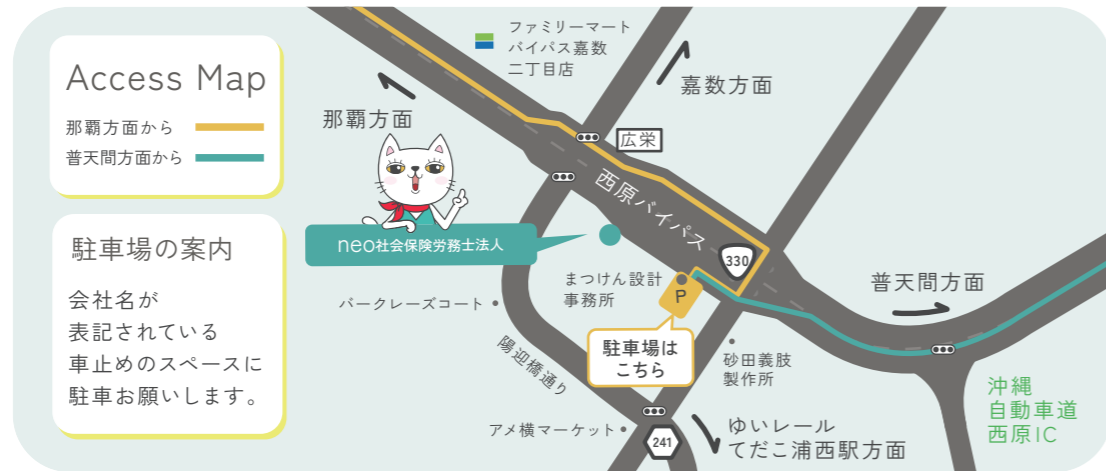 Access Map
那覇方面から
普天間方面から
駐車場の案内
会社名が
表記されている
車止めのスペースに
駐車お願いします。
ファミリーマート
バイパス嘉数
二丁目店
嘉数方面
那覇方面
広栄
西原バイパス
neo社会保険労務士法人
330
まつけん設計
事務所
P
普天間方面
パークレーズコート
駐車場は
こちら
陽迎橋通り
砂田義肢
製作所
沖縄
自動車道
西原IC
アメ横マーケット
241
ゆいレール
てだこ浦西駅方面